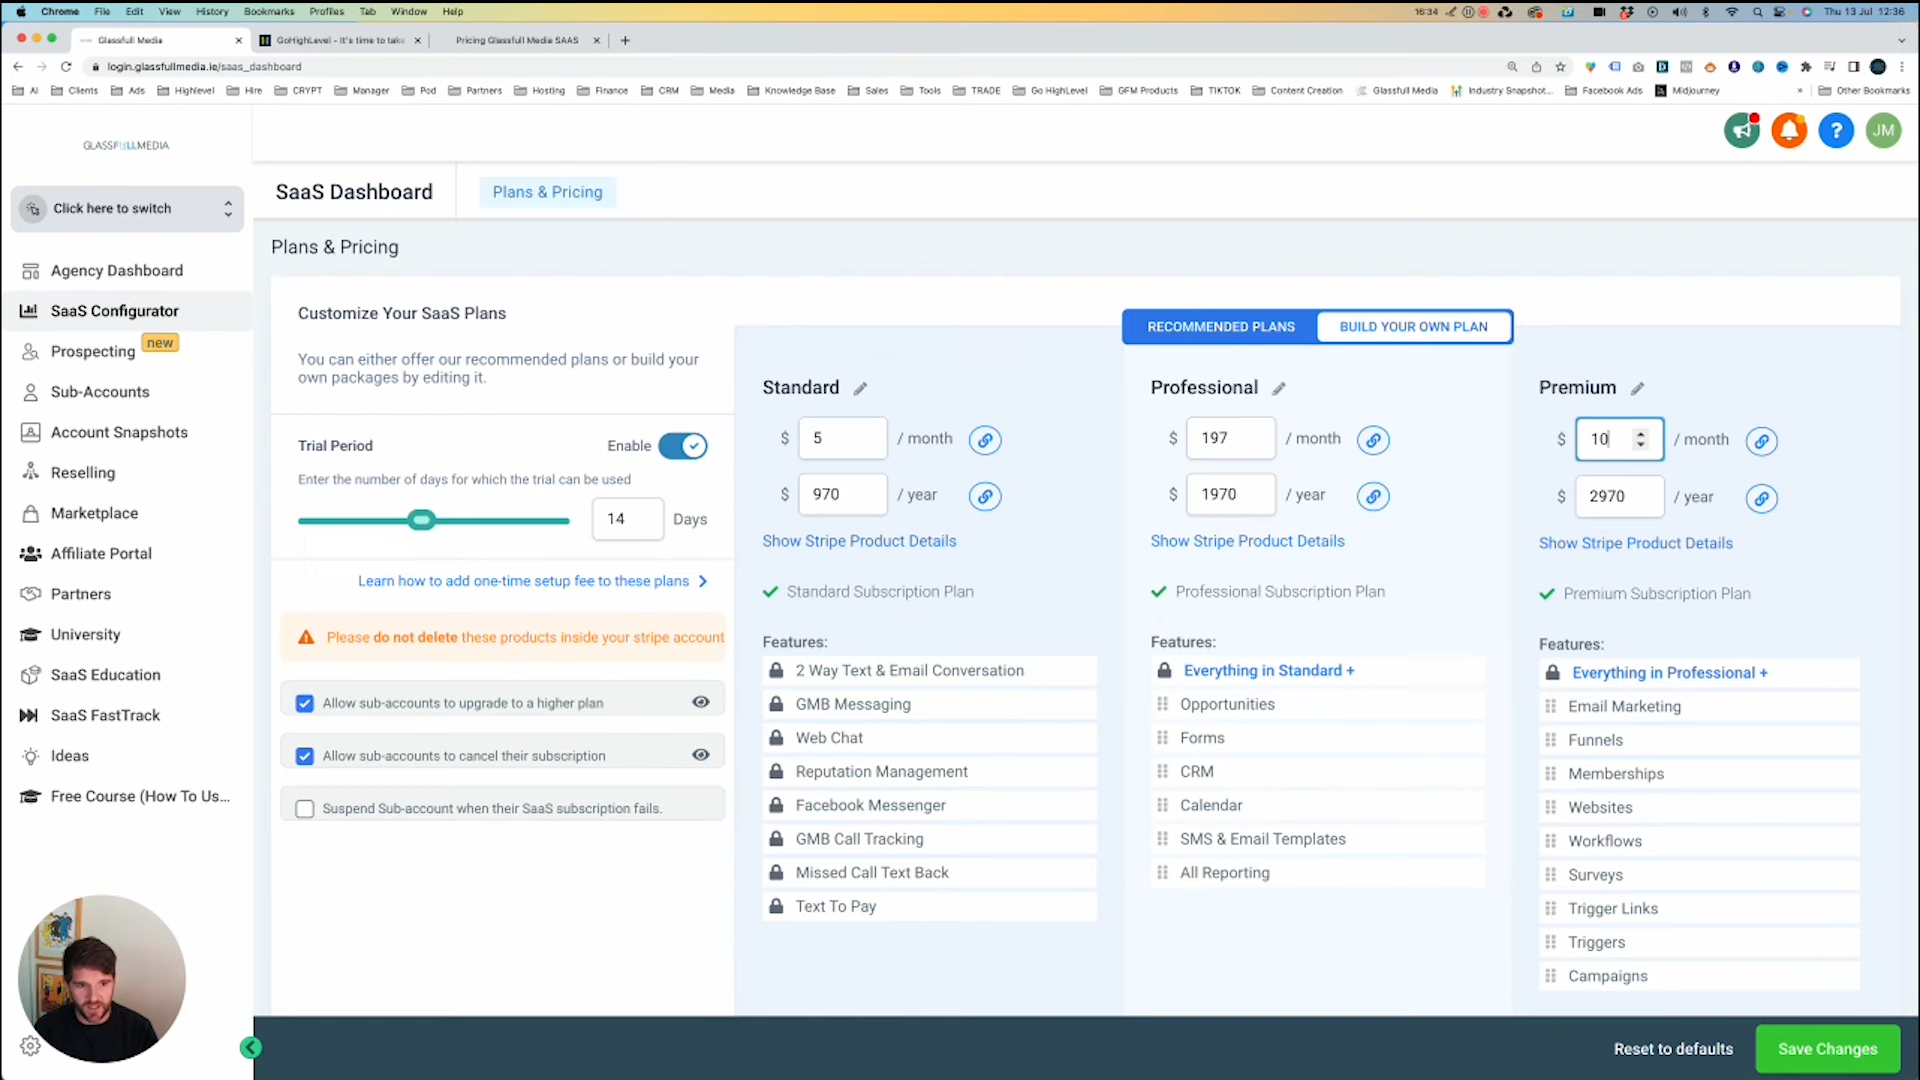 Chrome File Edit View History Bookmarks Profiles Tab Window Help
16:34
Thu 13 Jul 12:36
Glassfull Media
GoHighLevel - It's time to take
Pricing Glassfull Media SAAS
login.glassfullmedia.ie/saas_dashboard
AI Clients Ads Highlevel Hire CRYPT Manager Pod Partners Hosting Finance CRM Media Knowledge Base Sales Tools TRADE Go HighLevel GFM Products TIKTOK Content Creation Glassfull Media Industry Snapshot... Facebook Ads Midjourney » Other Bookmarks
GLASSFULLMEDIA
? JM
Click here to switch
SaaS Dashboard
Plans & Pricing
Agency Dashboard
SaaS Configurator
Prospecting new
Sub-Accounts
Account Snapshots
Reselling
Marketplace
Affiliate Portal
Partners
University
SaaS Education
SaaS FastTrack
Ideas
Free Course (How To Us...
Plans & Pricing
Customize Your SaaS Plans
You can either offer our recommended plans or build your
own packages by editing it.
Trial Period Enable
Enter the number of days for which the trial can be used
14 Days
Learn how to add one-time setup fee to these plans
Please do not delete these products inside your stripe account
Allow sub-accounts to upgrade to a higher plan
Allow sub-accounts to cancel their subscription
Suspend Sub-account when their SaaS subscription fails.
RECOMMENDED PLANS BUILD YOUR OWN PLAN
Standard
$ 5 / month
$ 970 / year
Show Stripe Product Details
Standard Subscription Plan
Features:
2 Way Text & Email Conversation
GMB Messaging
Web Chat
Reputation Management
Facebook Messenger
GMB Call Tracking
Missed Call Text Back
Text To Pay
Professional
$ 197 / month
$ 1970 / year
Show Stripe Product Details
Professional Subscription Plan
Features:
Everything in Standard +
Opportunities
Forms
CRM
Calendar
SMS & Email Templates
All Reporting
Premium
$ 10 / month
$ 2970 / year
Show Stripe Product Details
Premium Subscription Plan
Features:
Everything in Professional +
Email Marketing
Funnels
Memberships
Websites
Workflows
Surveys
Trigger Links
Triggers
Campaigns
Reset to defaults
Save Changes